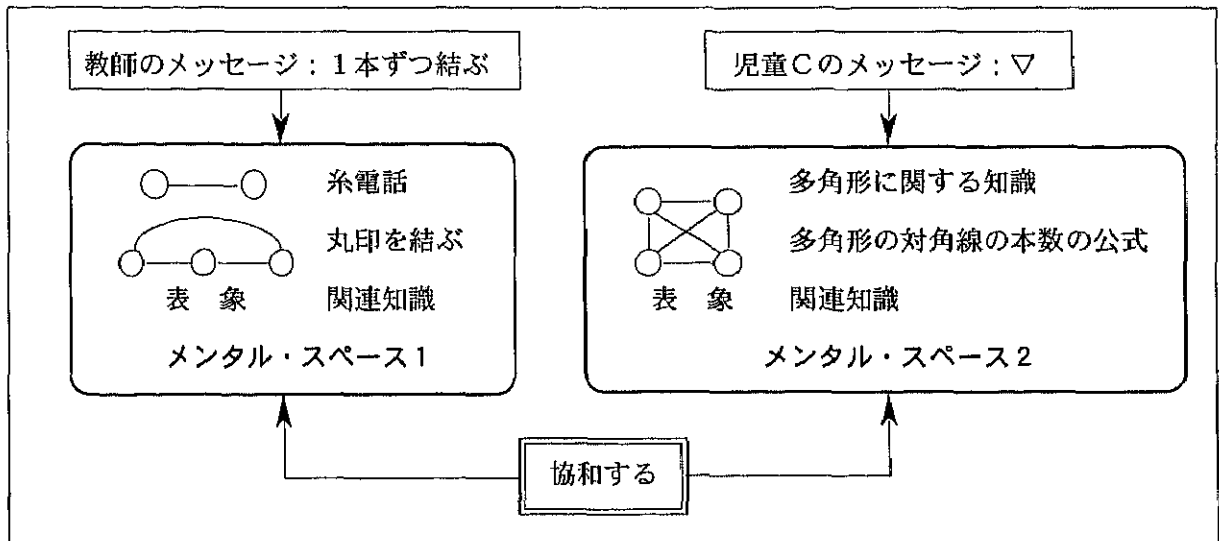 教師のメッセージ：1本ずつ結ぶ
児童Cのメッセージ：▽
糸電話
丸印を結ぶ
表　象　関連知識
メンタル・スペース1
多角形に関する知識
多角形の対角線の本数の公式
表　象　関連知識
メンタル・スペース2
協和する